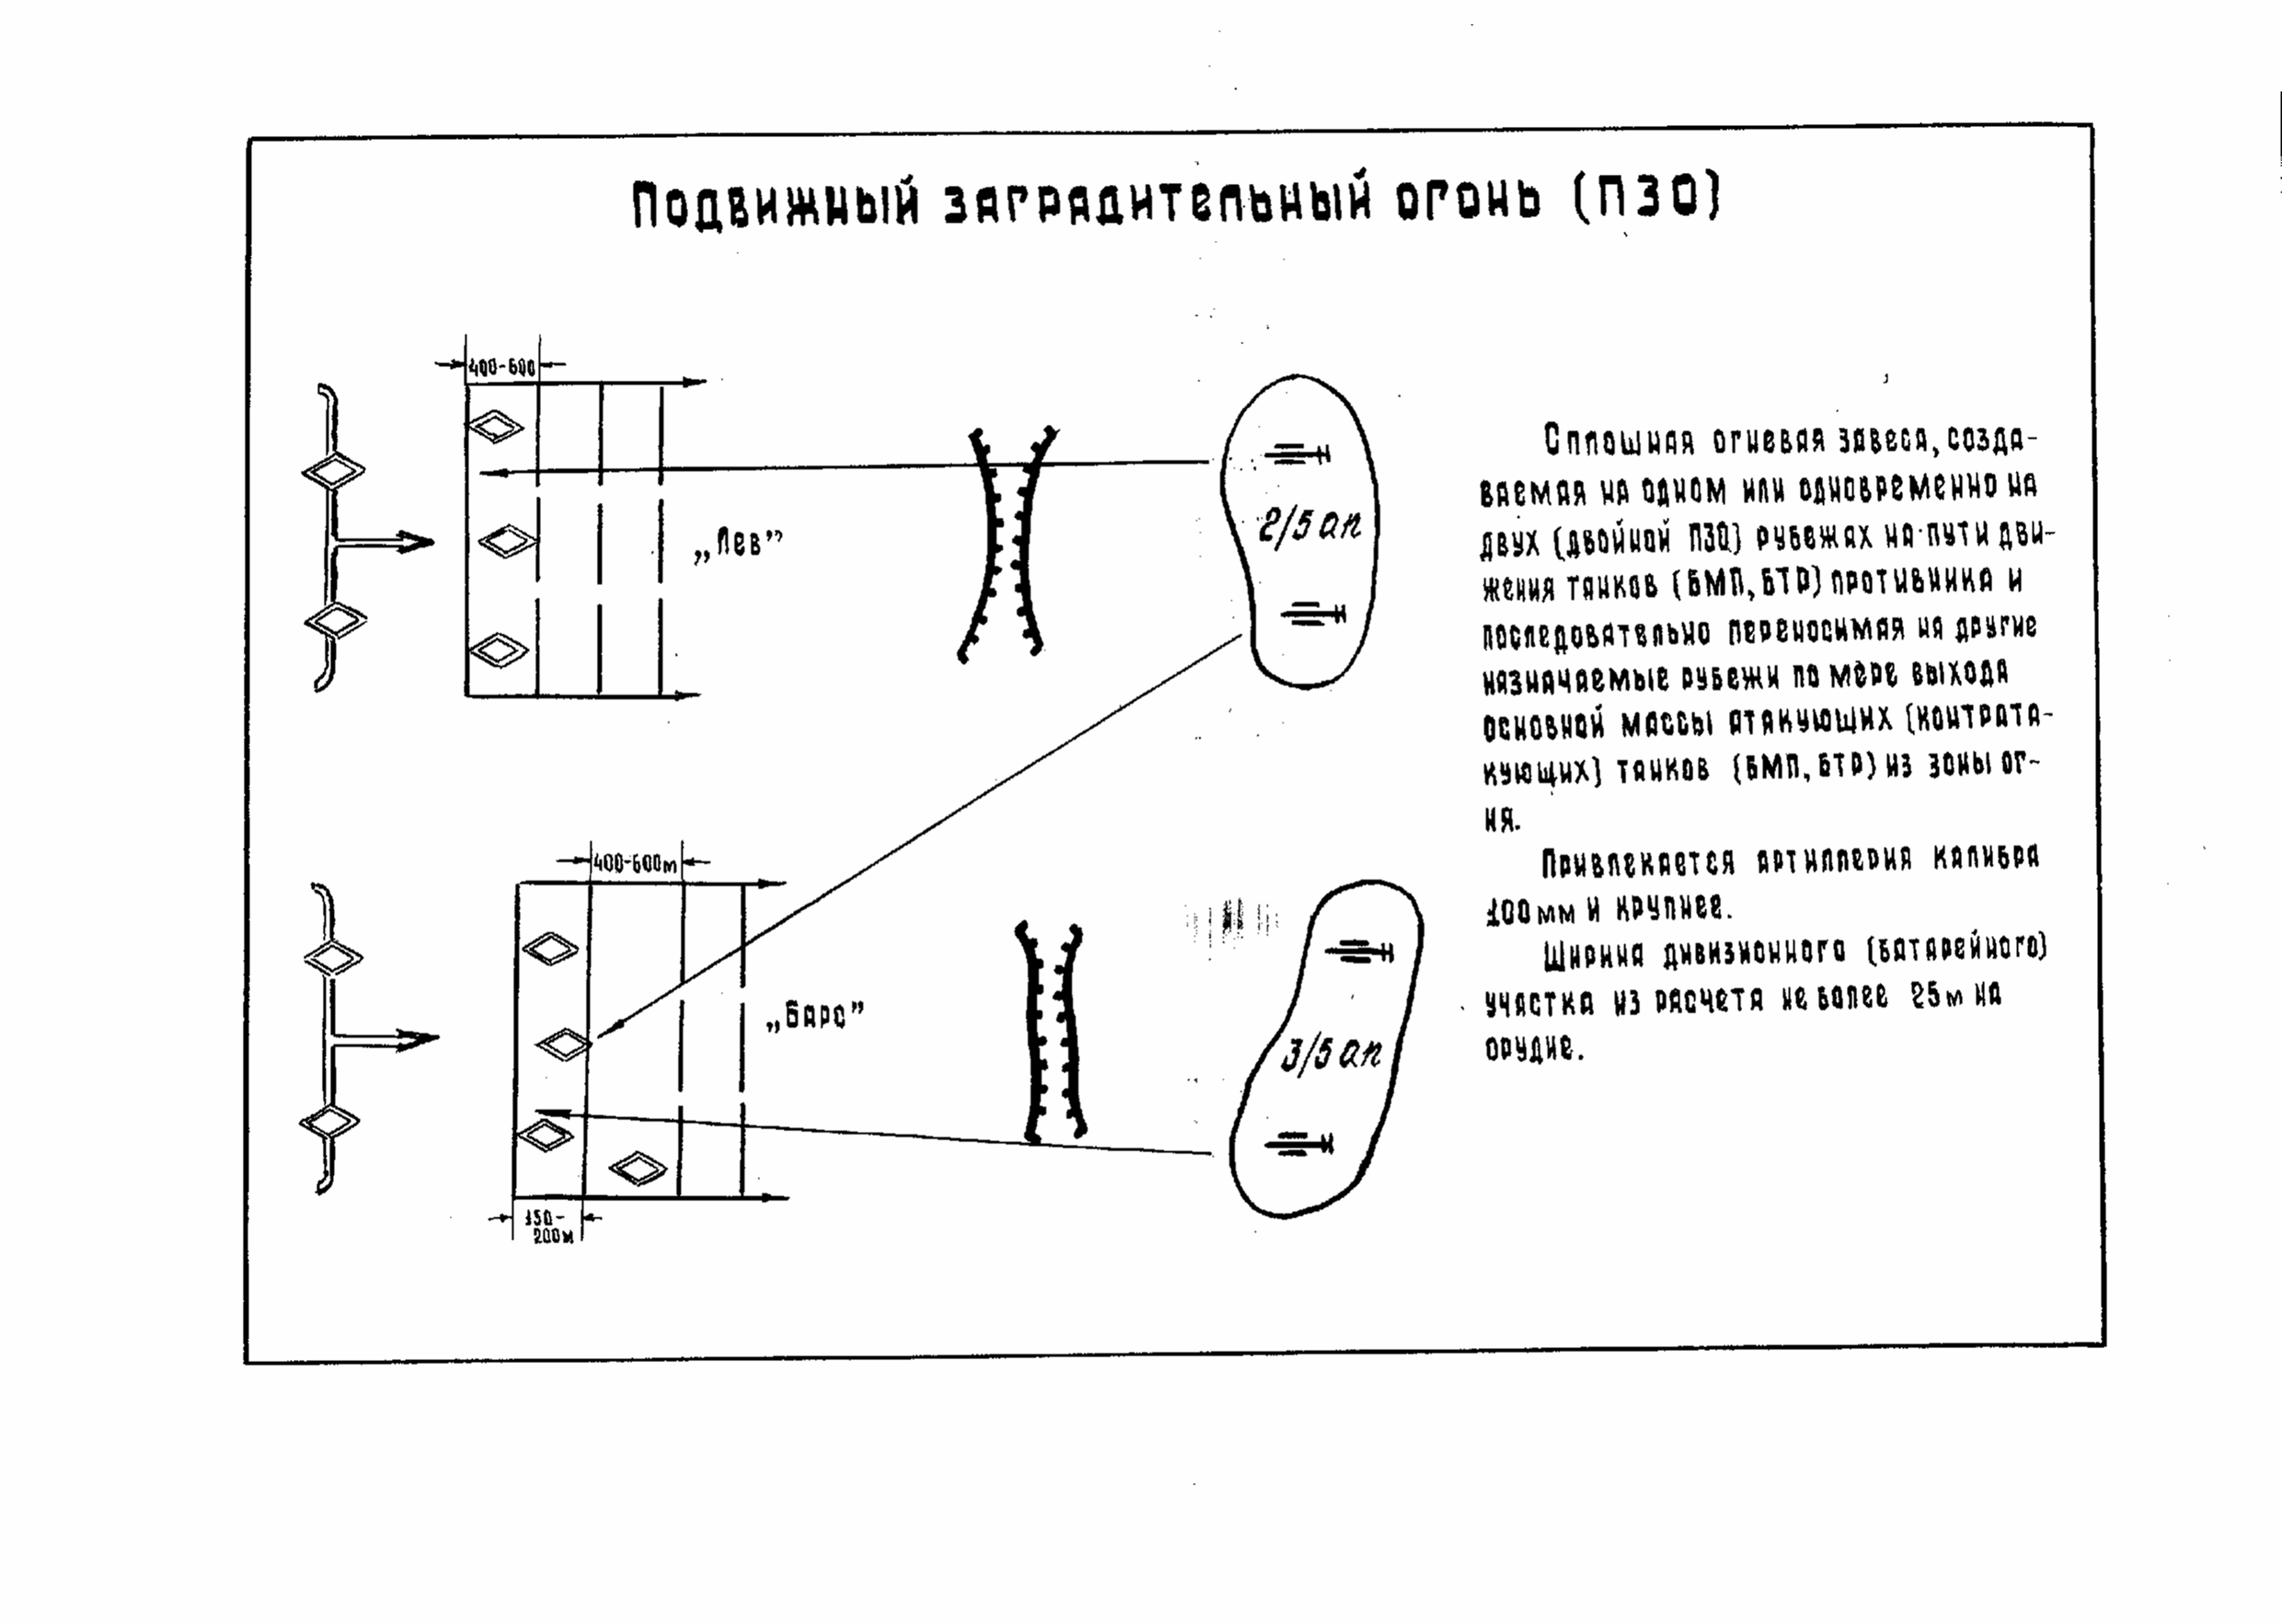 Подвижный заградительный огонь (ПЗО)
400-600
„Лев”
2/5 ап
400-600м
„Барс”
3/5 ап
150-
200м
Сплошная огневая завеса, созда-
ваемая на одном или одновременно на
двух (двойной ПЗО) рубежах на пути дви-
жения танков (БМП, БТР) противника и
последовательно переносимая на другие
назначаемые рубежи по мере выхода
основной массы атакующих (контрата-
кующих) танков (БМП, БТР) из зоны ог-
ня.
Привлекается артиллерия калибра
100 мм и крупнее.
Ширина дивизионного (батарейного)
участка из расчета не более 25 м на
орудие.